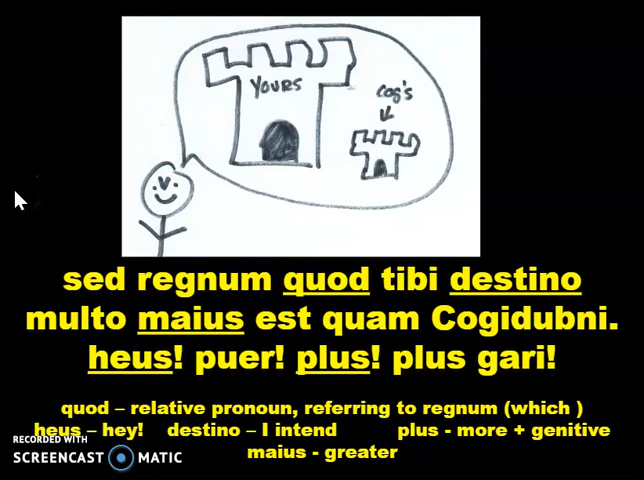 YOURS
Cog's
sed regnum quod tibi destino
multo maius est quam Cogidubni.
heus! puer! plus! plus gari!
quod – relative pronoun, referring to regnum (which )
heus – hey! destino – I intend plus - more + genitive
maius - greater
RECORDED WITH
SCREENCAST MATIC